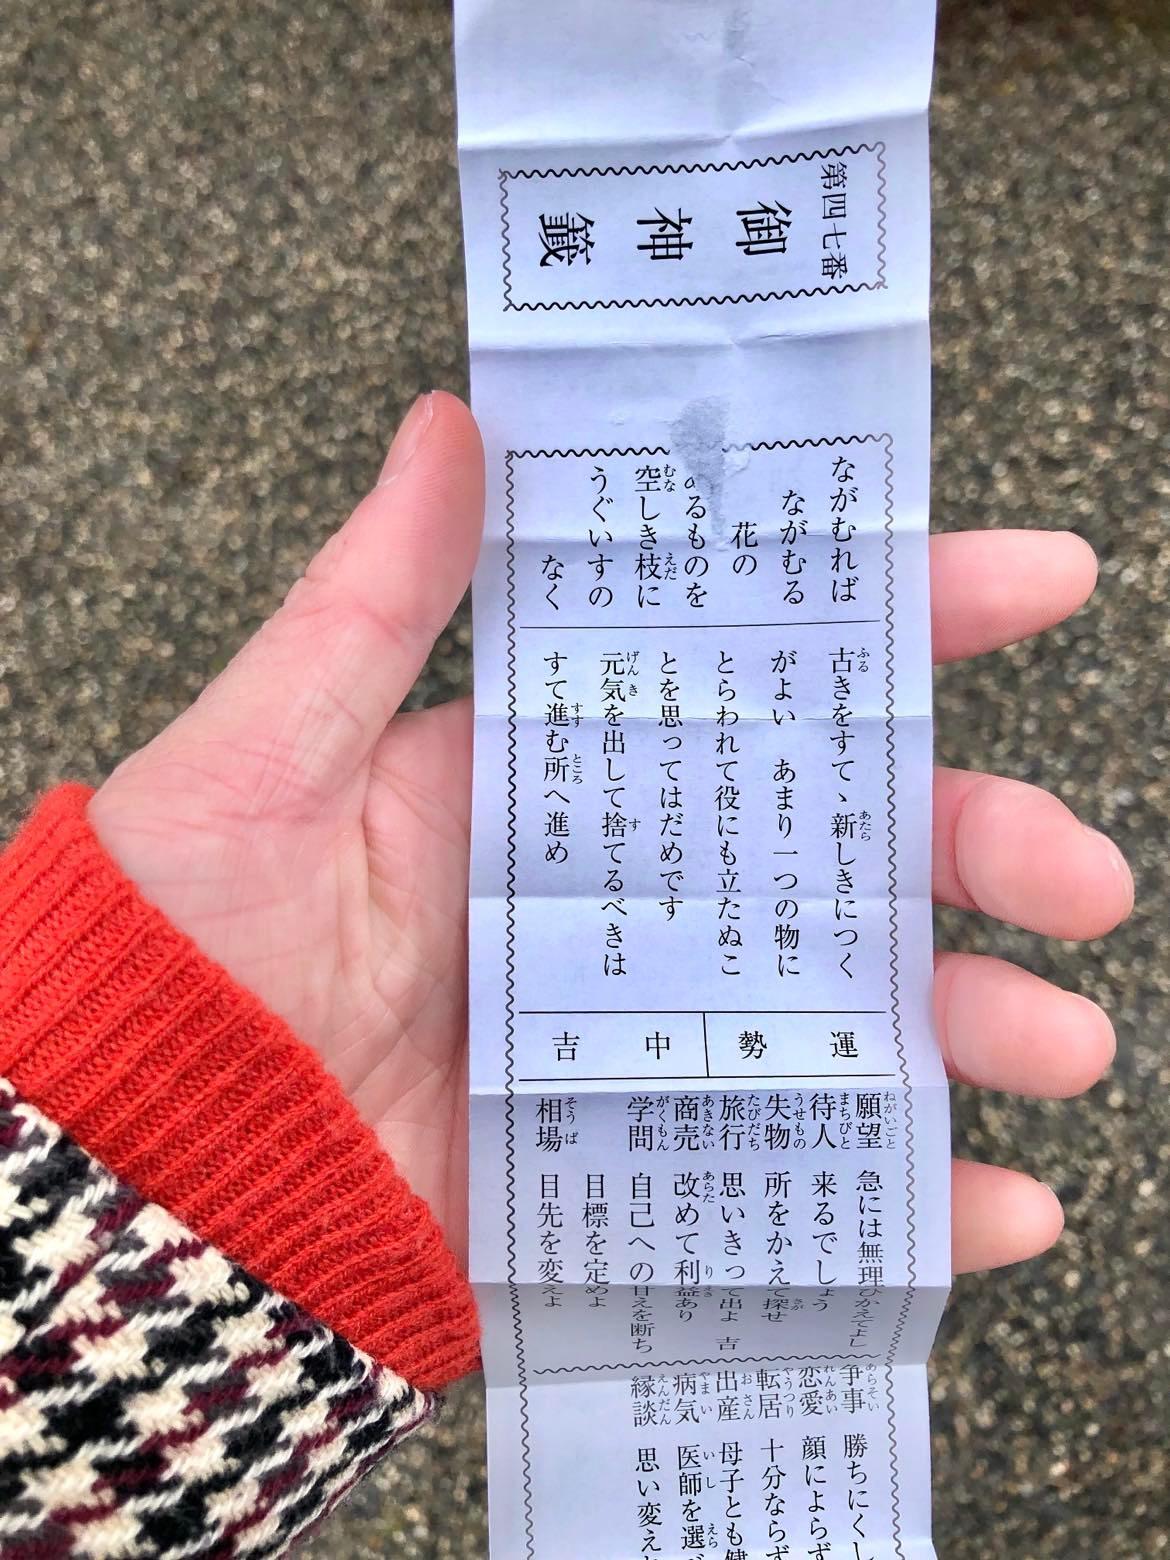 第四七番
御神籤
ながむれば
ながむる
花の
るものを
空しき枝に
うぐいすの
なく
古きをすてゝ新しきにつく
がよい あまり一つの物に
とらわれて役にも立たぬこ
とを思ってはだめです
元気を出して捨てるべきは
すて進む所へ進め
運勢 中吉
願望 急には無理ひかえてよし
待人 来るでしょう
失物 所をかえて探せ
旅行 思いきって出よ 吉
商売 改めて利益あり
学問 自己への甘えを断ち
目標を定めよ
相場 目先を変えよ
争事 勝ちにくし
恋愛 顔によらず
転居 十分ならず
出産 母子とも健
病気 医師を選
縁談 思い変え